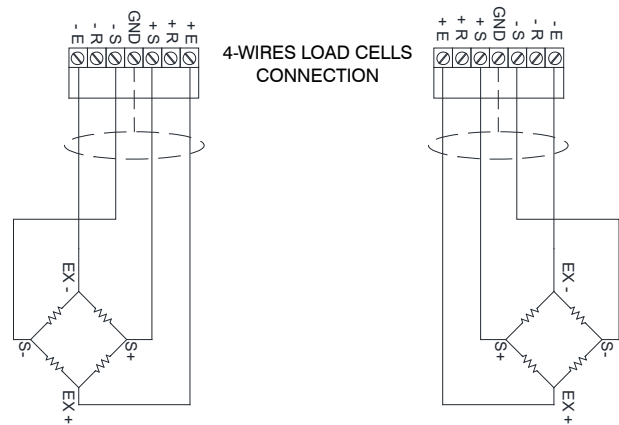 - E
- R
- S
GND
+ S
+ R
+ E
4-WIRES LOAD CELLS
CONNECTION
+ E
+ R
+ S
GND
- S
- R
- E
EX -
S-
S+
EX +
EX -
S+
S-
EX +